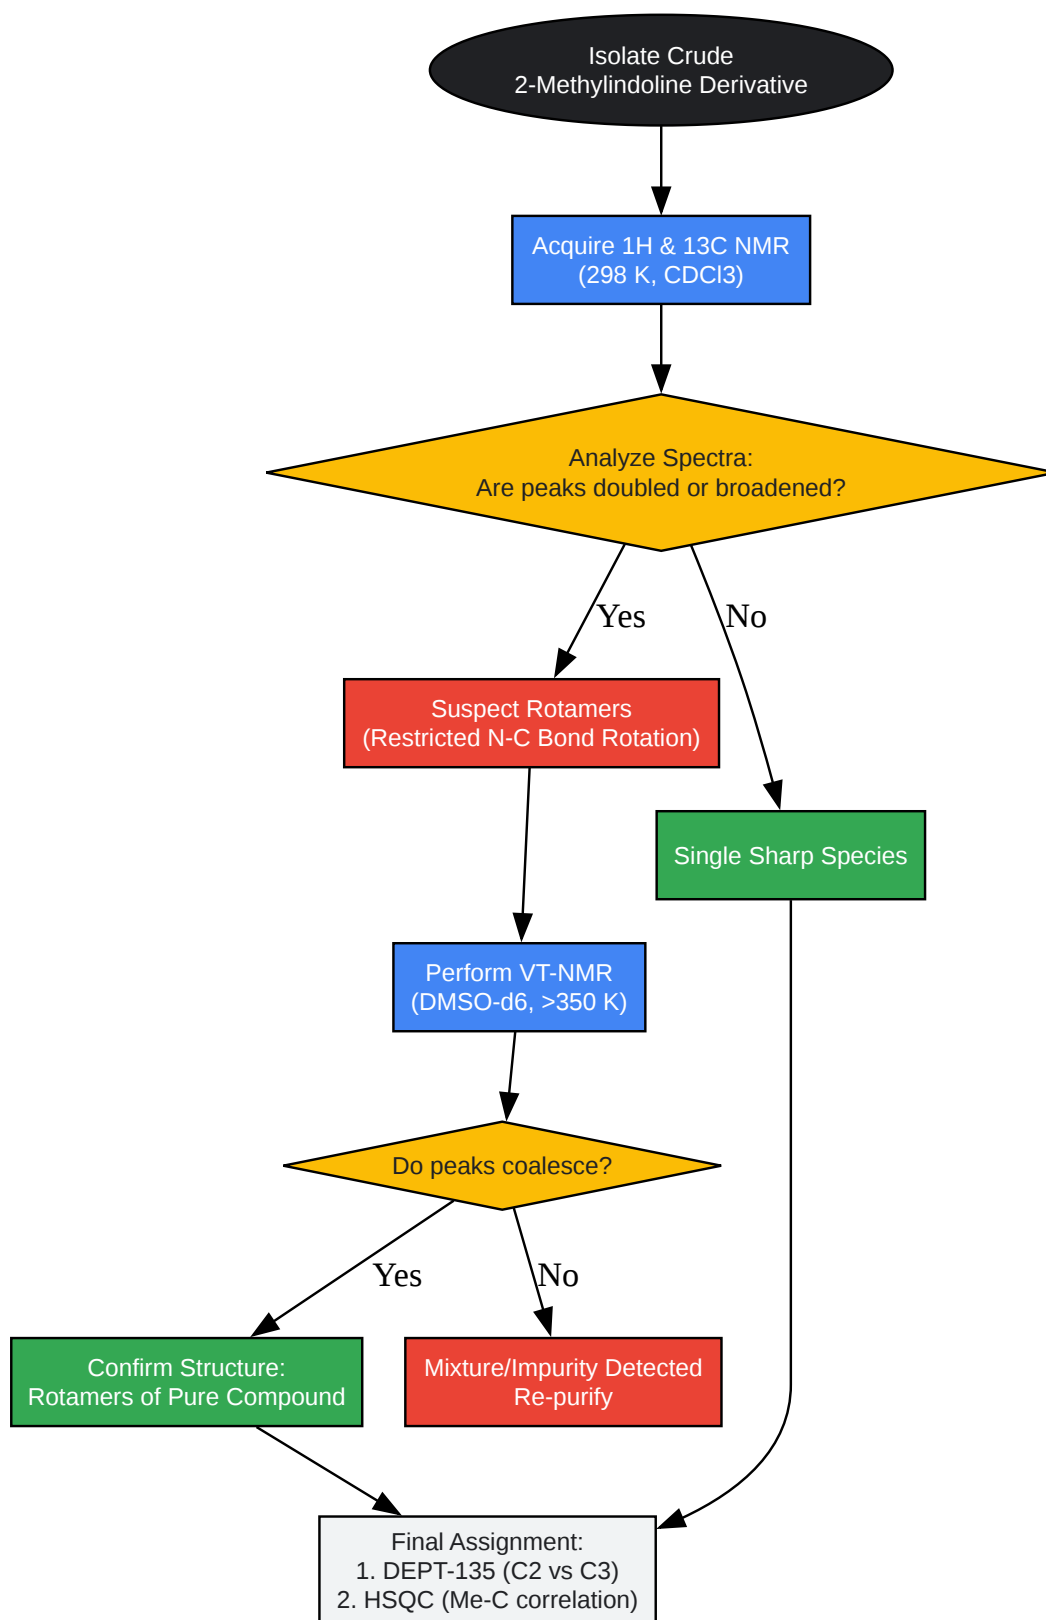 Isolate Crude
2-Methylindoline Derivative
Acquire 1H & 13C NMR
(298 K, CDCl3)
Analyze Spectra:
Are peaks doubled or broadened?
Yes
No
Suspect Rotamers
(Restricted N-C Bond Rotation)
Single Sharp Species
Perform VT-NMR
(DMSO-d6, >350 K)
Do peaks coalesce?
Yes
No
Confirm Structure:
Rotamers of Pure Compound
Mixture/Impurity Detected
Re-purify
Final Assignment:
1. DEPT-135 (C2 vs C3)
2. HSQC (Me-C correlation)